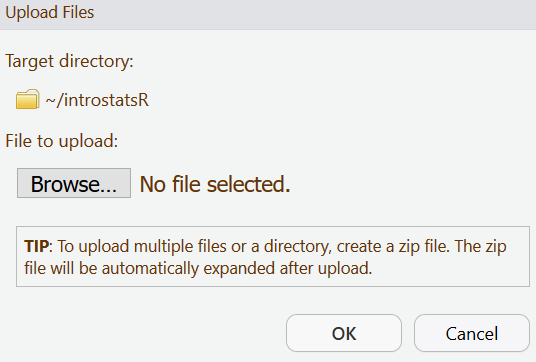 Upload Files
Target directory:
~/introstatsR
File to upload:
Browse... No file selected.
TIP: To upload multiple files or a directory, create a zip file. The zip
file will be automatically expanded after upload.
OK Cancel